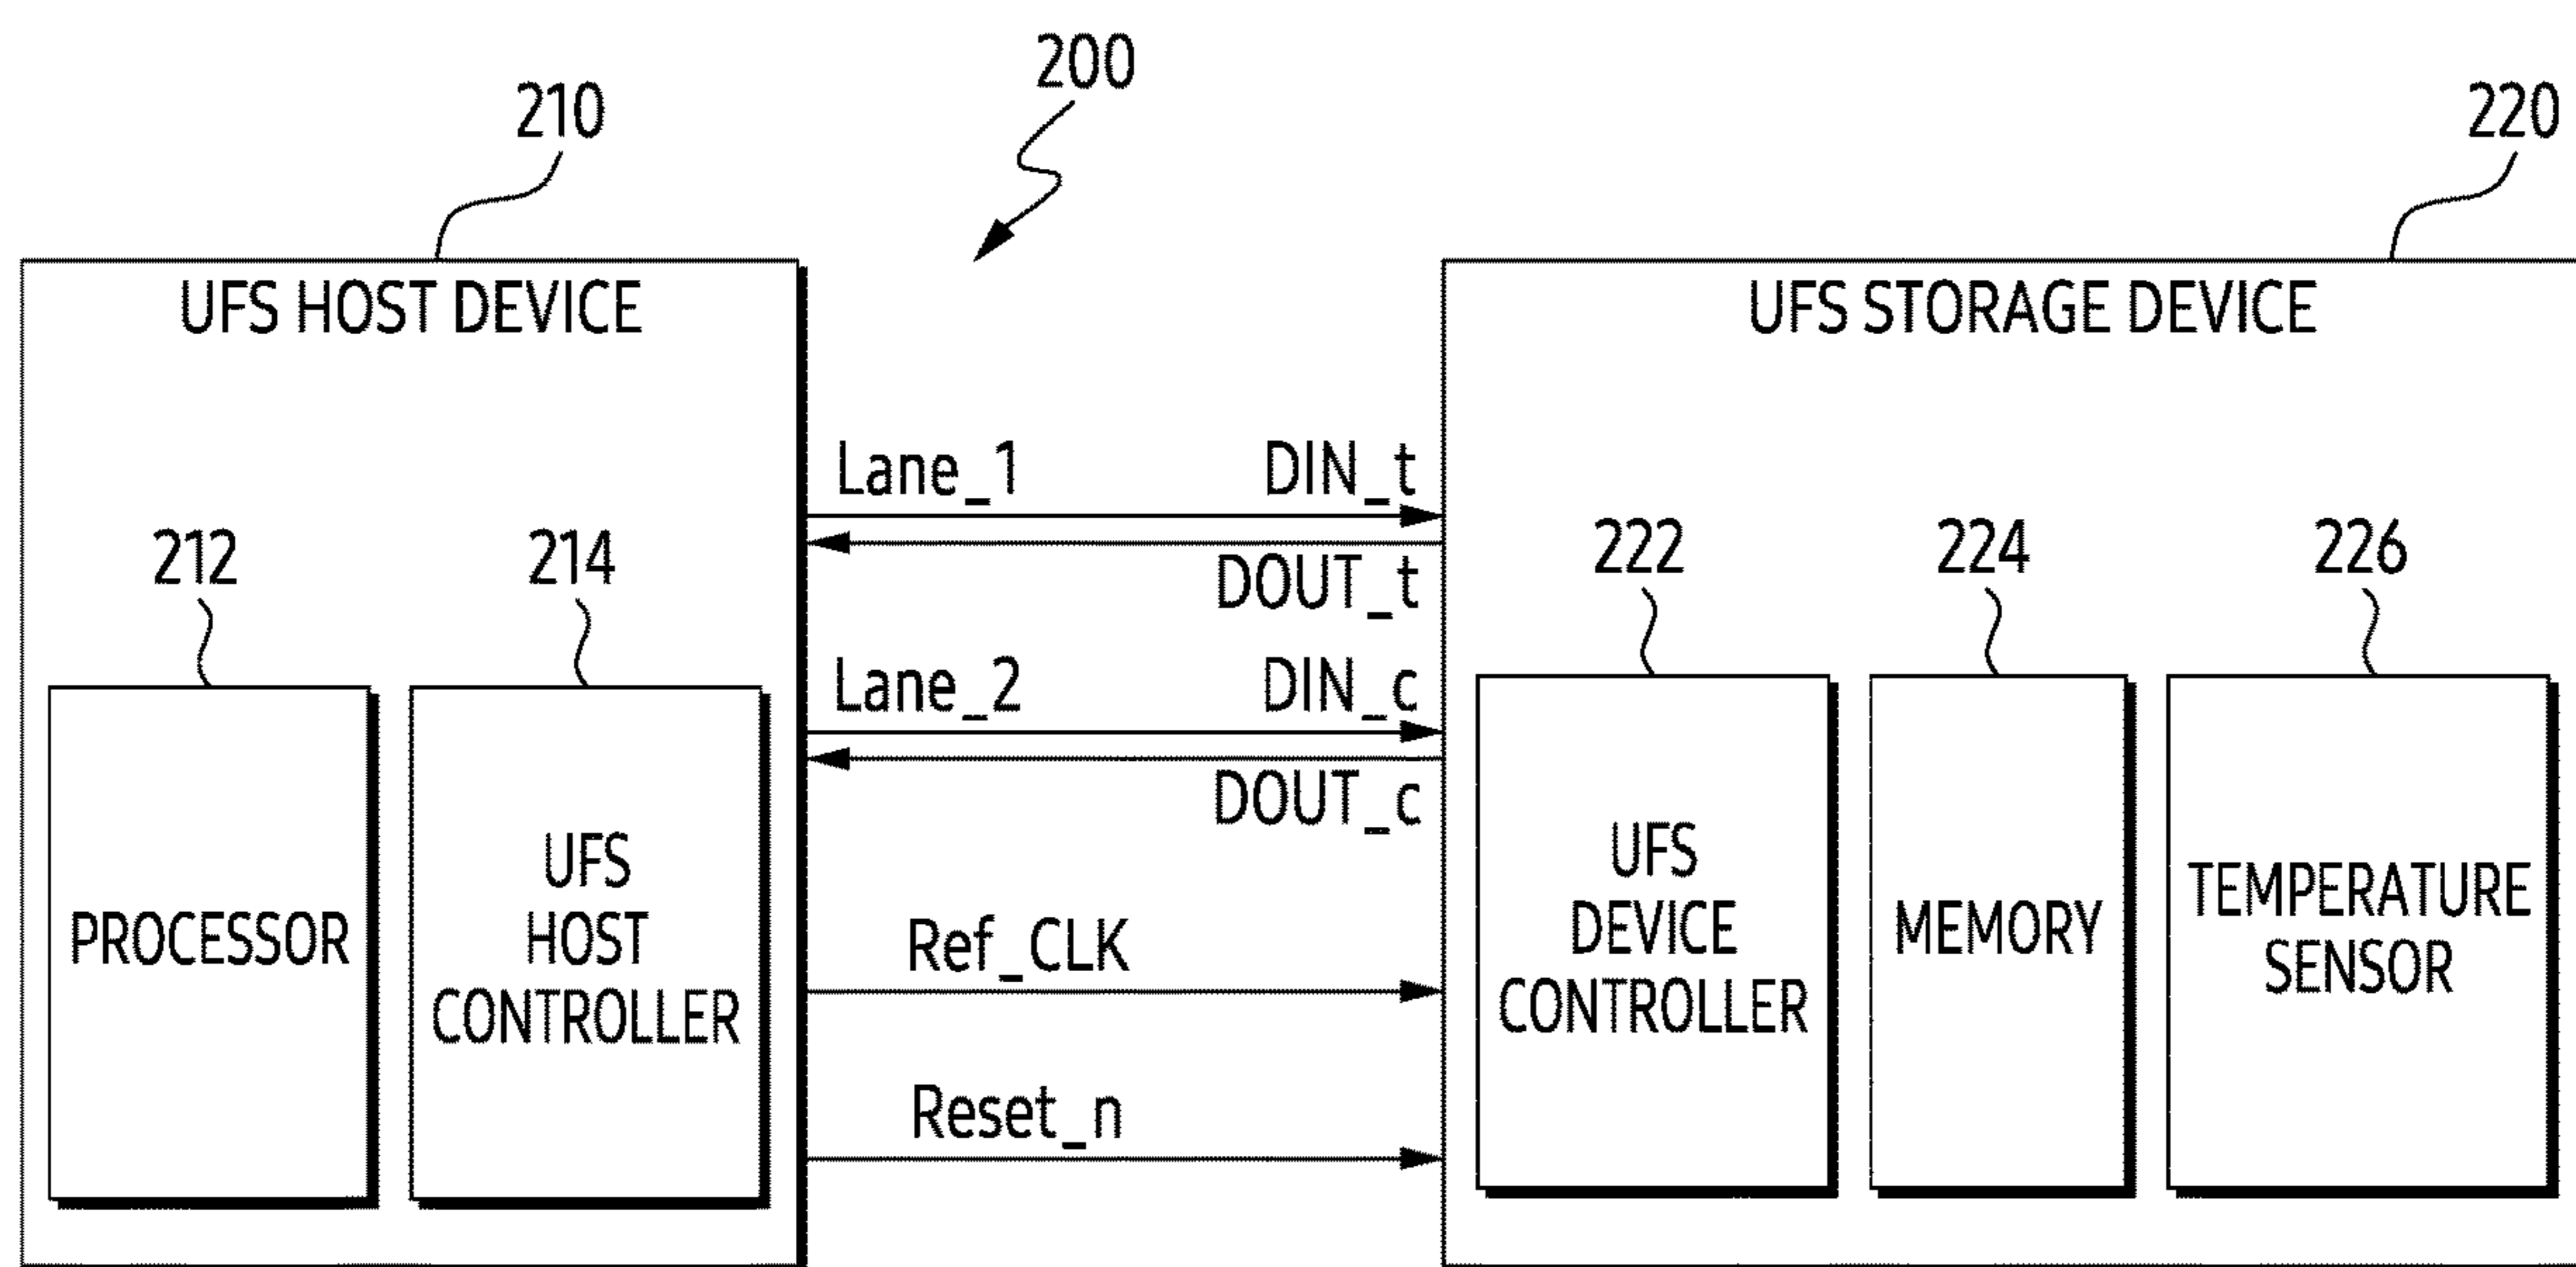 200
210
220
UFS HOST DEVICE
UFS STORAGE DEVICE
Lane_1
DIN_t
DOUT_t
212
214
222
224
226
Lane_2
DIN_c
DOUT_c
PROCESSOR
UFS
HOST
CONTROLLER
Ref_CLK
Reset_n
UFS
DEVICE
CONTROLLER
MEMORY
TEMPERATURE
SENSOR